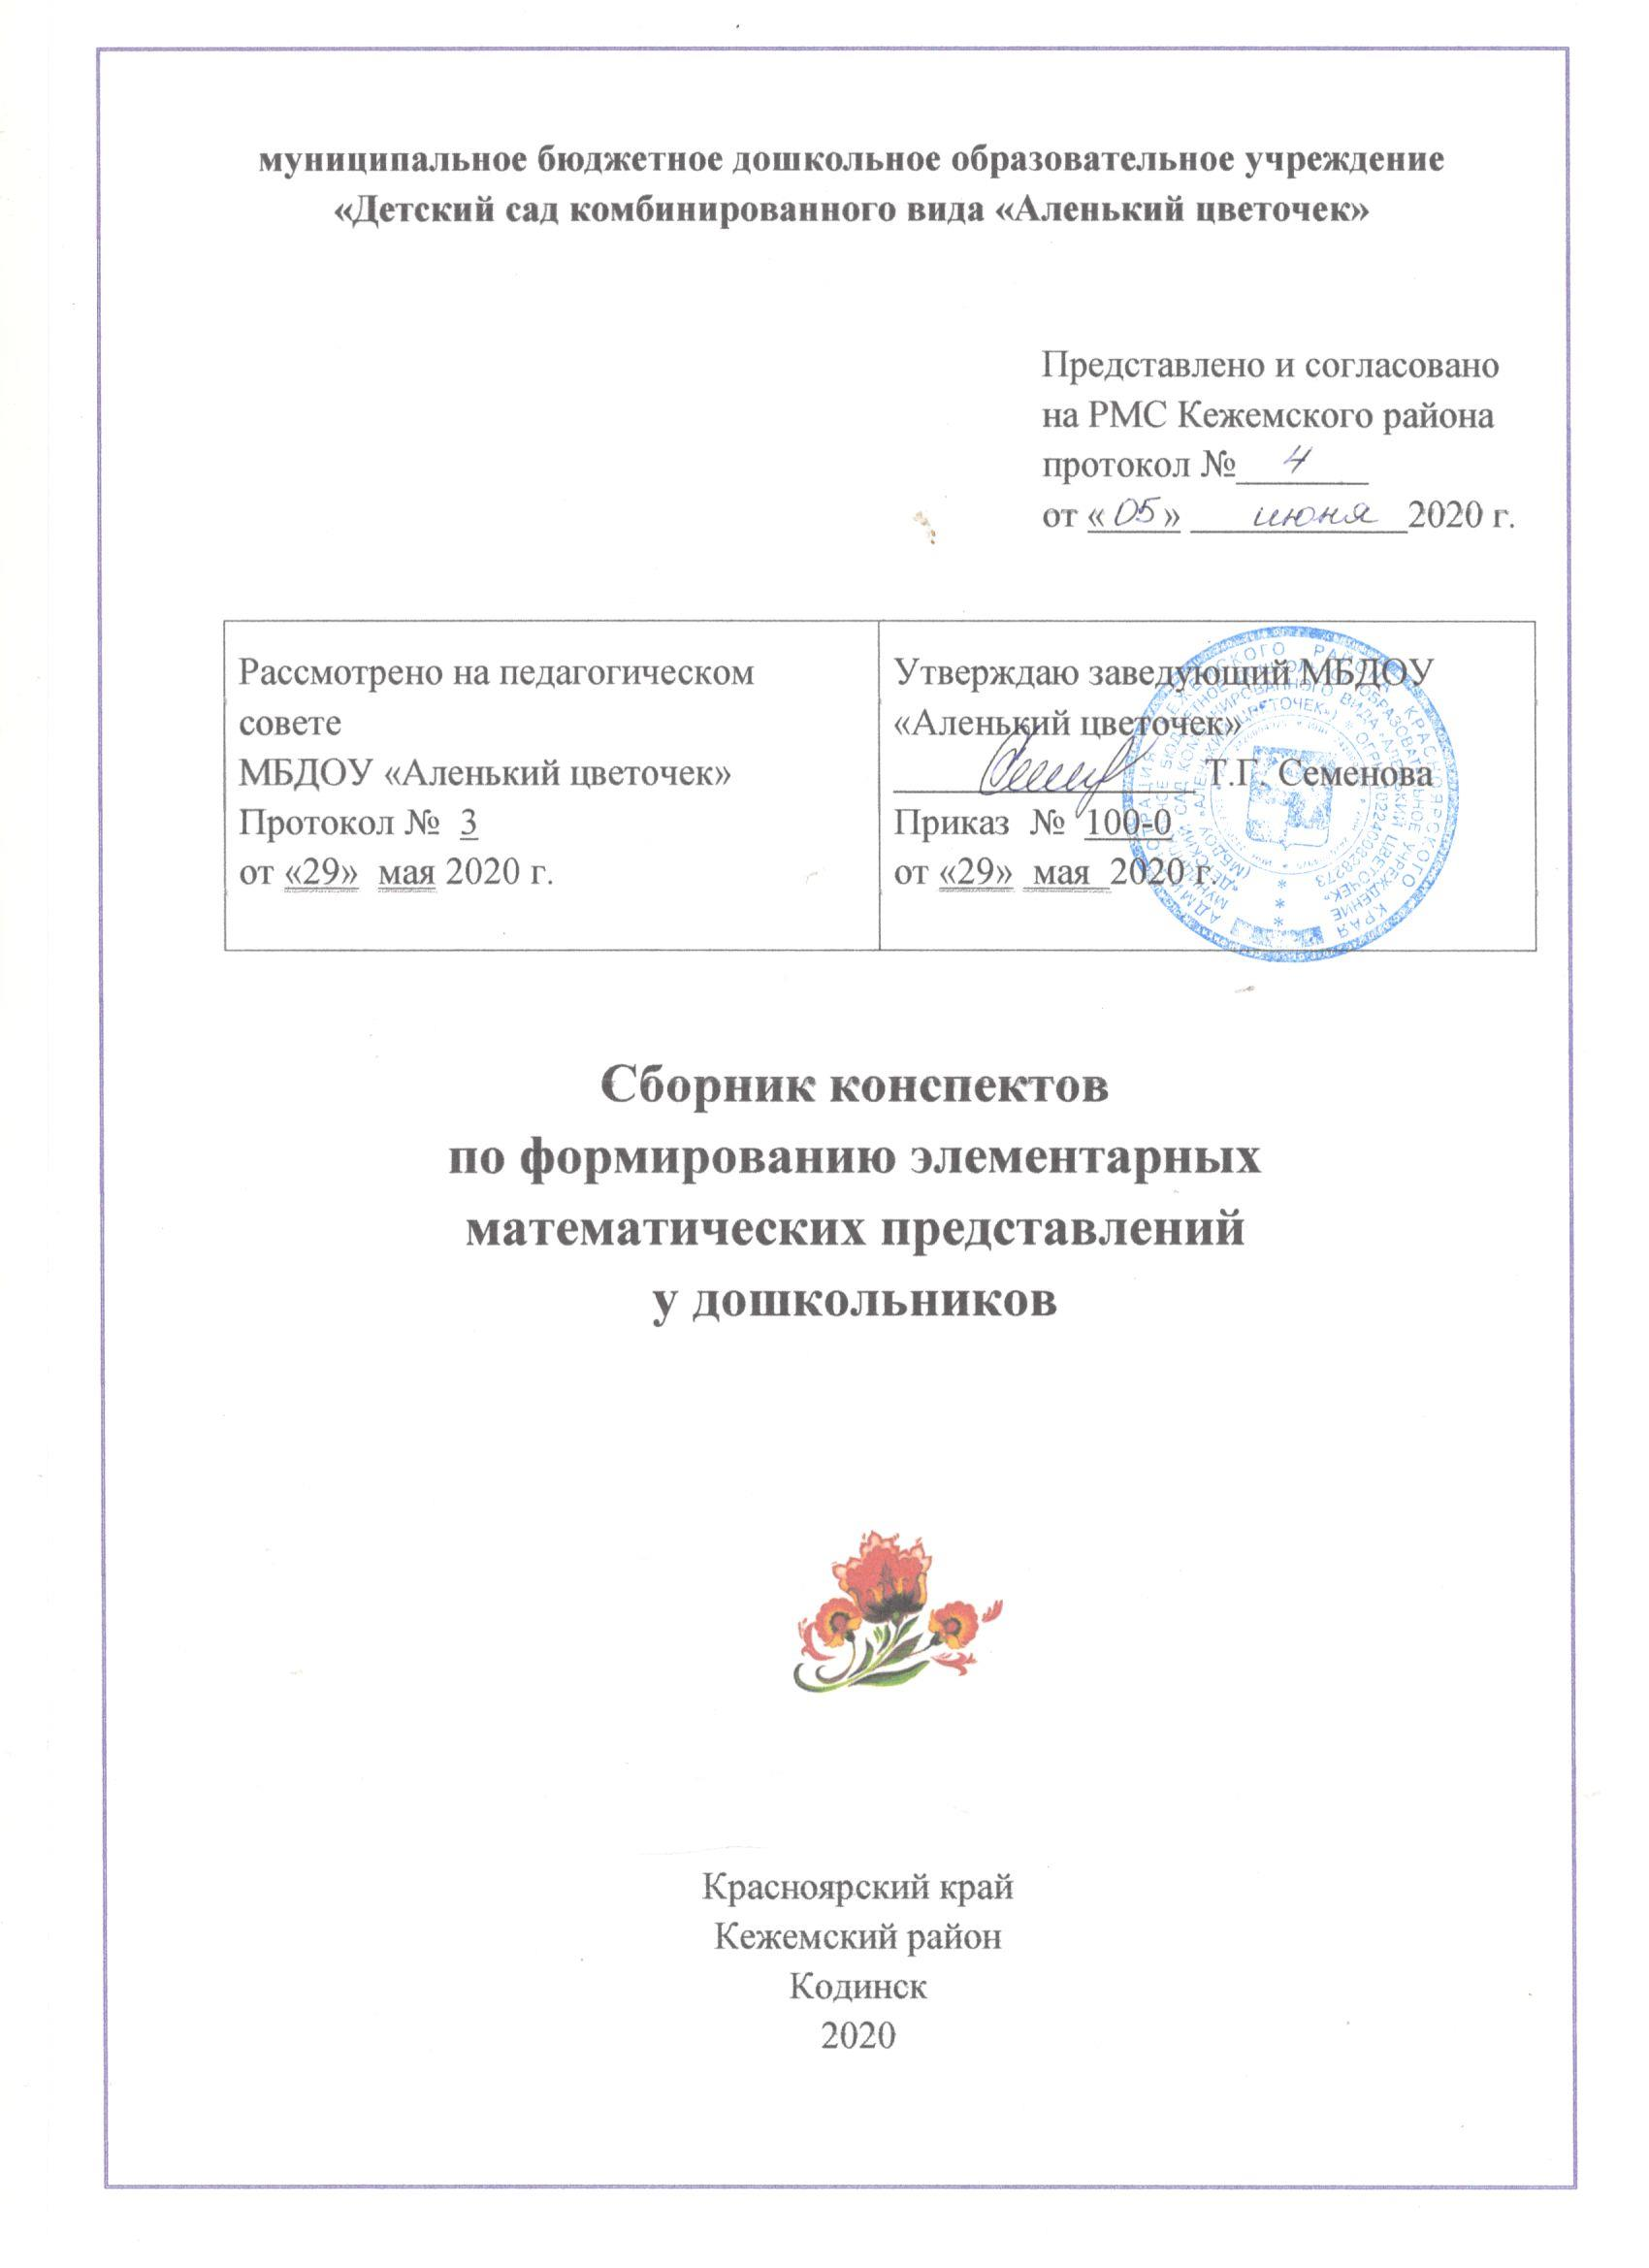 муниципальное бюджетное дошкольное образовательное учреждение
«Детский сад комбинированного вида «Аленький цветочек»
Представлено и согласовано
на РМС Кежемского района
протокол № 4
от «05» июня 2020 г.
Рассмотрено на педагогическом
совете
МБДОУ «Аленький цветочек»
Протокол № 3
от «29» мая 2020 г.
Утверждаю заведующий МБДОУ
«Аленький цветочек»
Т.Г. Семенова
Приказ № 100-0
от «29» мая 2020 г.
Сборник конспектов
по формированию элементарных
математических представлений
у дошкольников
Красноярский край
Кежемский район
Кодинск
2020